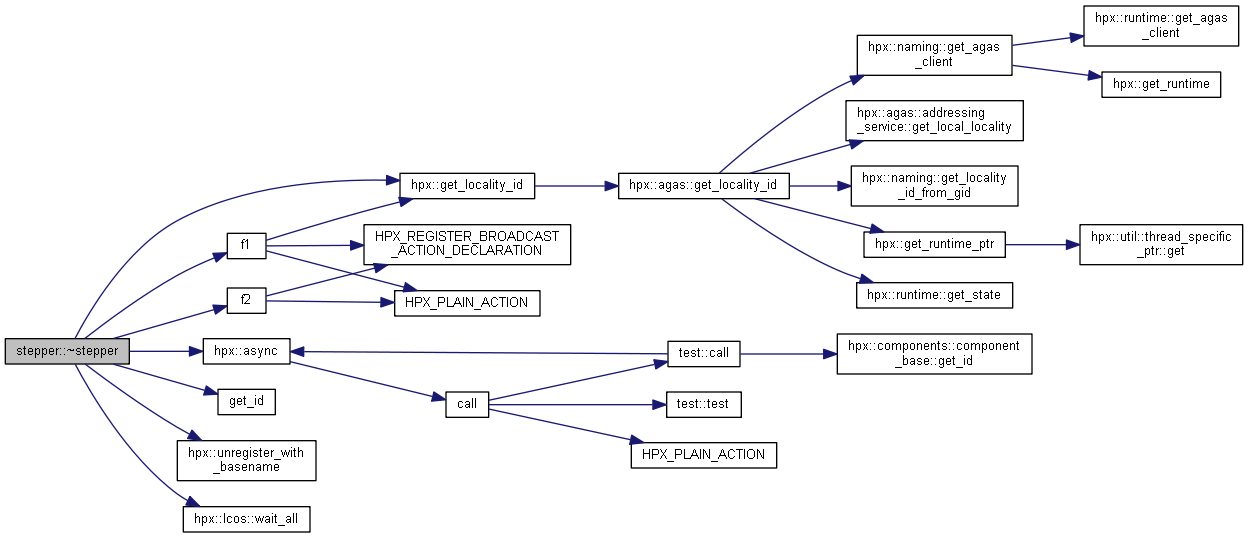 stepper::~stepper
hpx::get_locality_id
f1
f2
hpx::async
get_id
hpx::unregister_with
_basename
hpx::lcos::wait_all
HPX_REGISTER_BROADCAST
_ACTION_DECLARATION
HPX_PLAIN_ACTION
call
hpx::agas::get_locality_id
test::call
test::test
HPX_PLAIN_ACTION
hpx::naming::get_agas
_client
hpx::agas::addressing
_service::get_local_locality
hpx::naming::get_locality
_id_from_gid
hpx::get_runtime_ptr
hpx::runtime::get_state
hpx::components::component
_base::get_id
hpx::runtime::get_agas
_client
hpx::get_runtime
hpx::util::thread_specific
_ptr::get